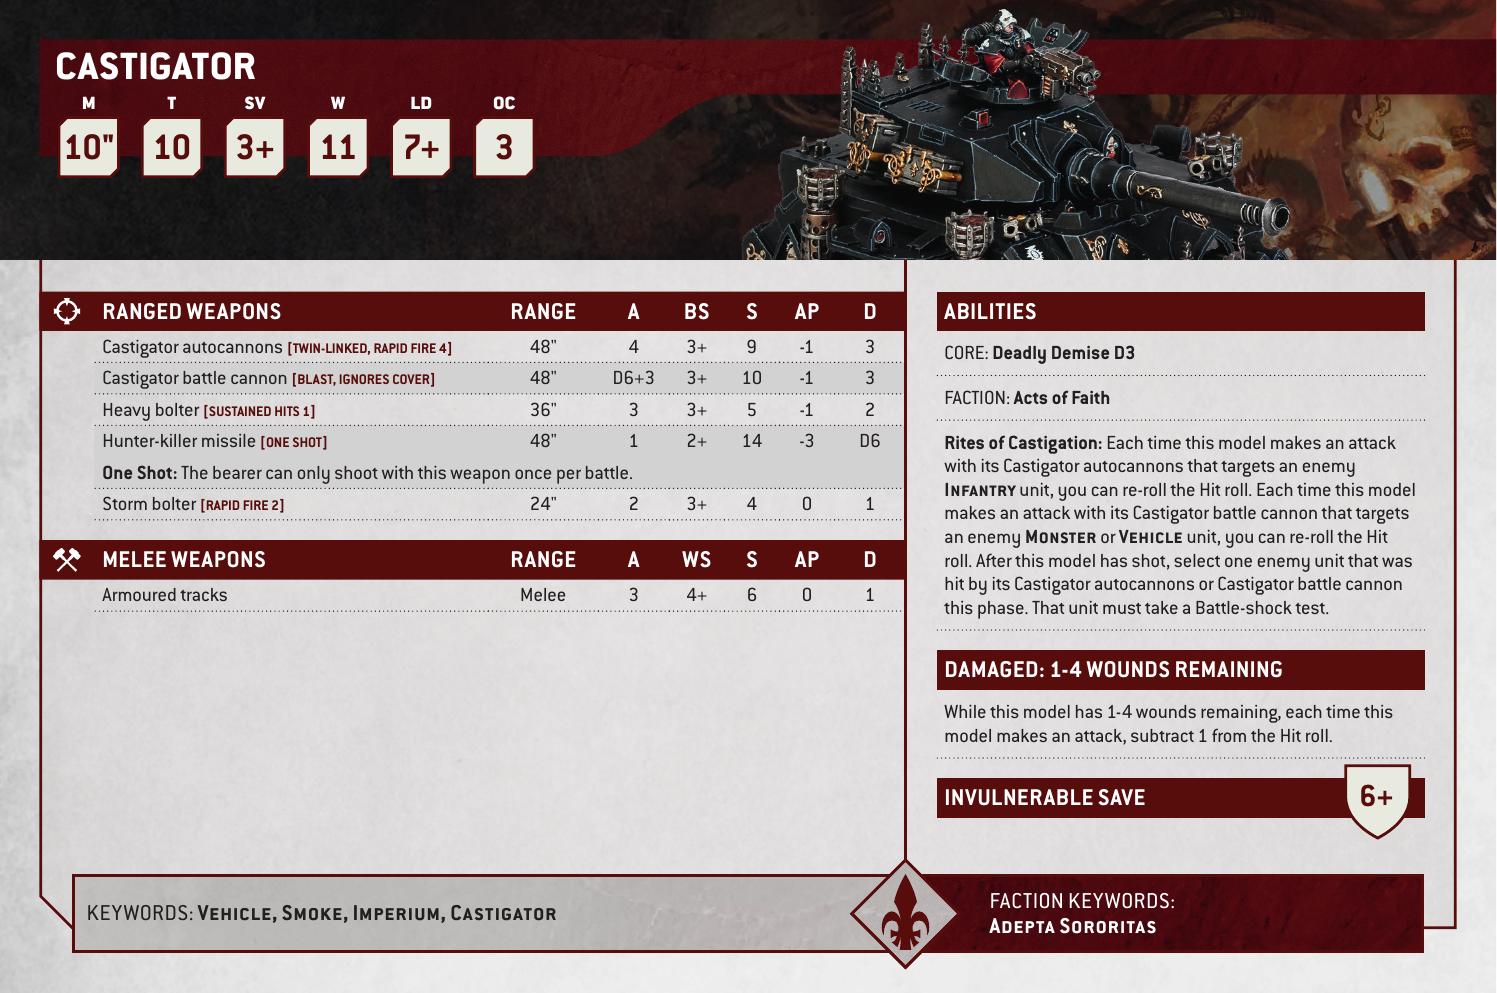 CASTIGATOR
M T SV W LD OC
10" 10 3+ 11 7+ 3
RANGED WEAPONS RANGE A BS S AP D
Castigator autocannons [TWIN-LINKED, RAPID FIRE 4] 48" 4 3+ 9 -1 3
Castigator battle cannon [BLAST, IGNORES COVER] 48" D6+3 3+ 10 -1 3
Heavy bolter [SUSTAINED HITS 1] 36" 3 3+ 5 -1 2
Hunter-killer missile [ONE SHOT] 48" 1 2+ 14 -3 D6
One Shot: The bearer can only shoot with this weapon once per battle.
Storm bolter [RAPID FIRE 2] 24" 2 3+ 4 0 1
MELEE WEAPONS RANGE A WS S AP D
Armoured tracks Melee 3 4+ 6 0 1
ABILITIES
CORE: Deadly Demise D3
FACTION: Acts of Faith
Rites of Castigation: Each time this model makes an attack
with its Castigator autocannons that targets an enemy
INFANTRY unit, you can re-roll the Hit roll. Each time this model
makes an attack with its Castigator battle cannon that targets
an enemy MONSTER or VEHICLE unit, you can re-roll the Hit
roll. After this model has shot, select one enemy unit that was
hit by its Castigator autocannons or Castigator battle cannon
this phase. That unit must take a Battle-shock test.
DAMAGED: 1-4 WOUNDS REMAINING
While this model has 1-4 wounds remaining, each time this
model makes an attack, subtract 1 from the Hit roll.
INVULNERABLE SAVE 6+
KEYWORDS: VEHICLE, SMOKE, IMPERIUM, CASTIGATOR
FACTION KEYWORDS:
ADEPTA SORORITAS